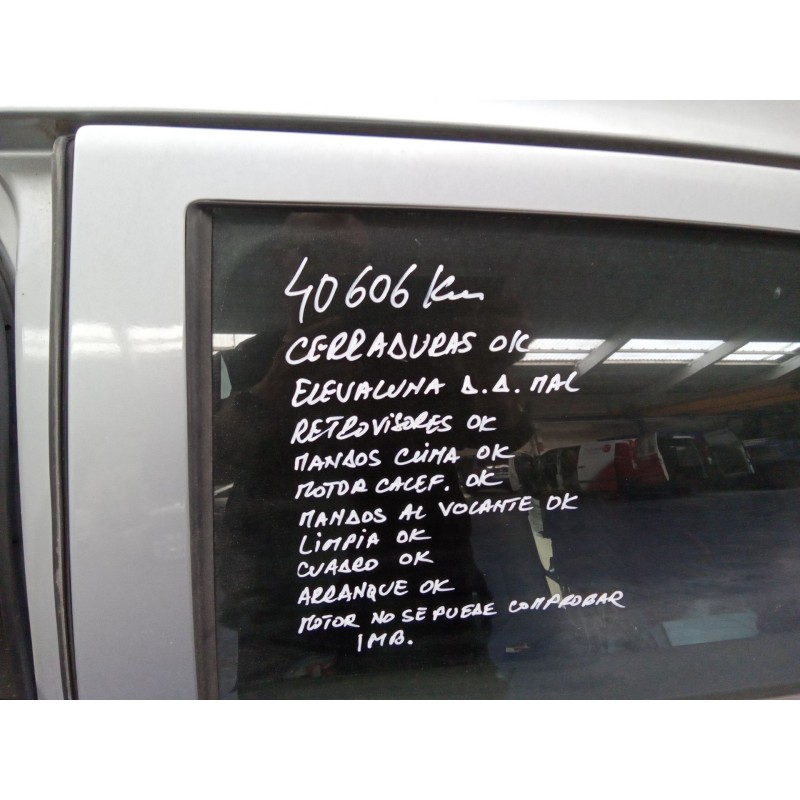 40606 Km
CERRADURAS OK
ELEVALUNA D.D. MAL
RETROVISORES OK
MANDOS CLIMA OK
MOTOR CALEF. OK
MANDOS AL VOLANTE OK
LIMPIA OK
CUADRO OK
ARRANQUE OK
MOTOR NO SE PUEDE COMPROBAR
IMB.